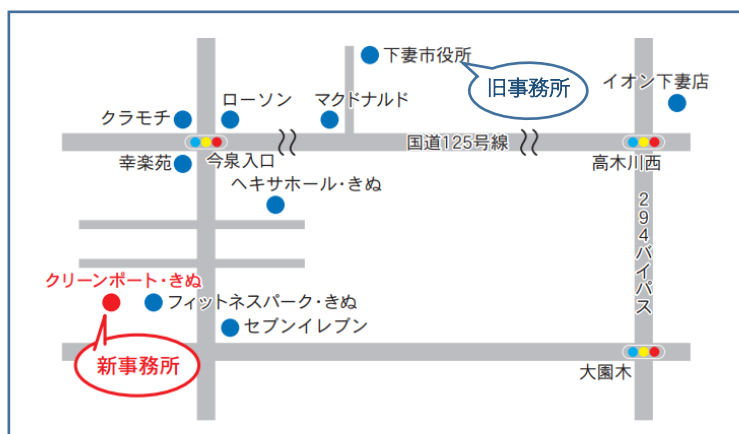 下妻市役所
旧事務所
イオン下妻店
クラモチ
ローソン
マクドナルド
国道125号線
幸楽苑
今泉入口
高木川西
ヘキサホール・きぬ
294バイパス
クリーンポート・きぬ
フィットネスパーク・きぬ
セブンイレブン
新事務所
大園木